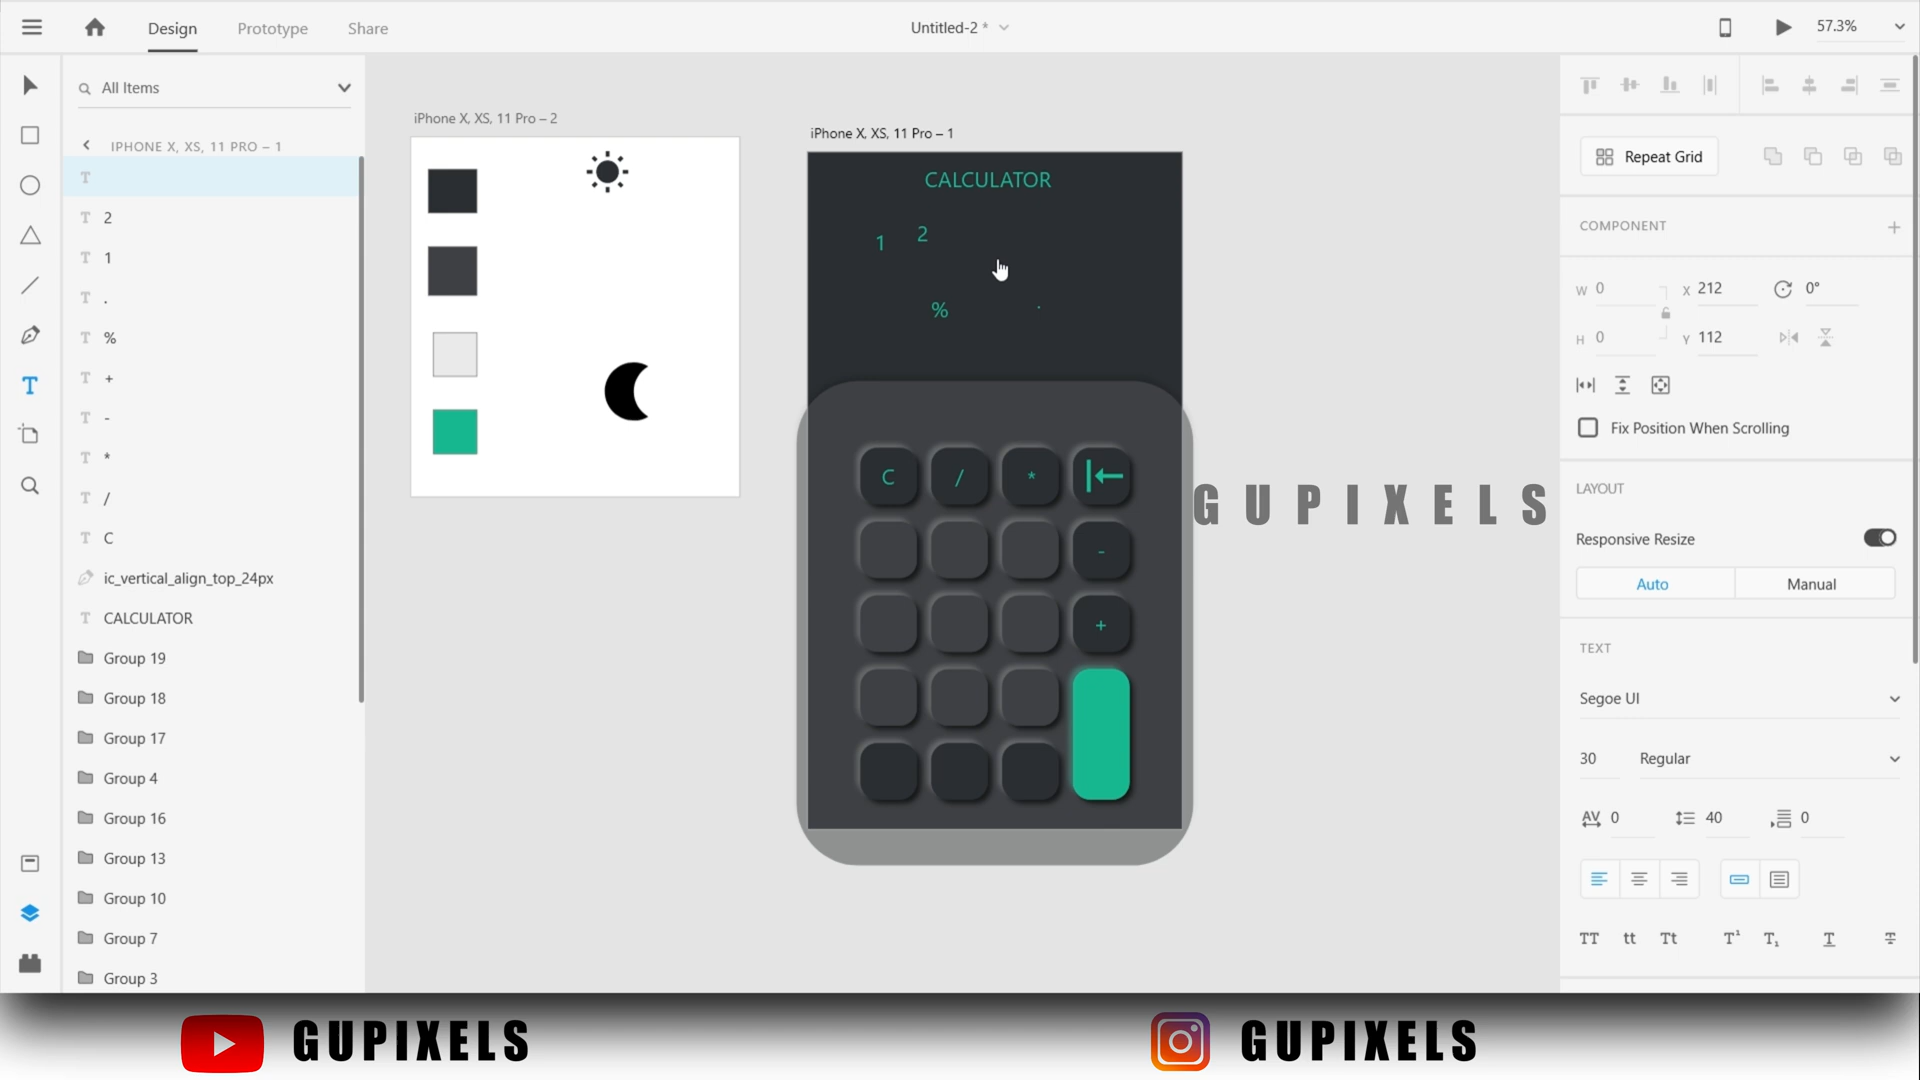 Design
Prototype
Share
Untitled-2 *
57.3%
All Items
IPHONE X, XS, 11 PRO – 1
T
T 2
T 1
T .
T %
T +
T -
T *
T /
T C
ic_vertical_align_top_24px
T CALCULATOR
Group 19
Group 18
Group 17
Group 4
Group 16
Group 13
Group 10
Group 7
Group 3
T
iPhone X, XS, 11 Pro – 2
iPhone X, XS, 11 Pro – 1
CALCULATOR
1 2
% .
C / *
-
+
GUPIXELS
Repeat Grid
COMPONENT
W 0 X 212 0°
H 0 Y 112
Fix Position When Scrolling
LAYOUT
Responsive Resize
Auto Manual
TEXT
Segoe UI
30 Regular
AV 0 40 0
TT tt Tt T¹ T₁ T T
GUPIXELS
GUPIXELS